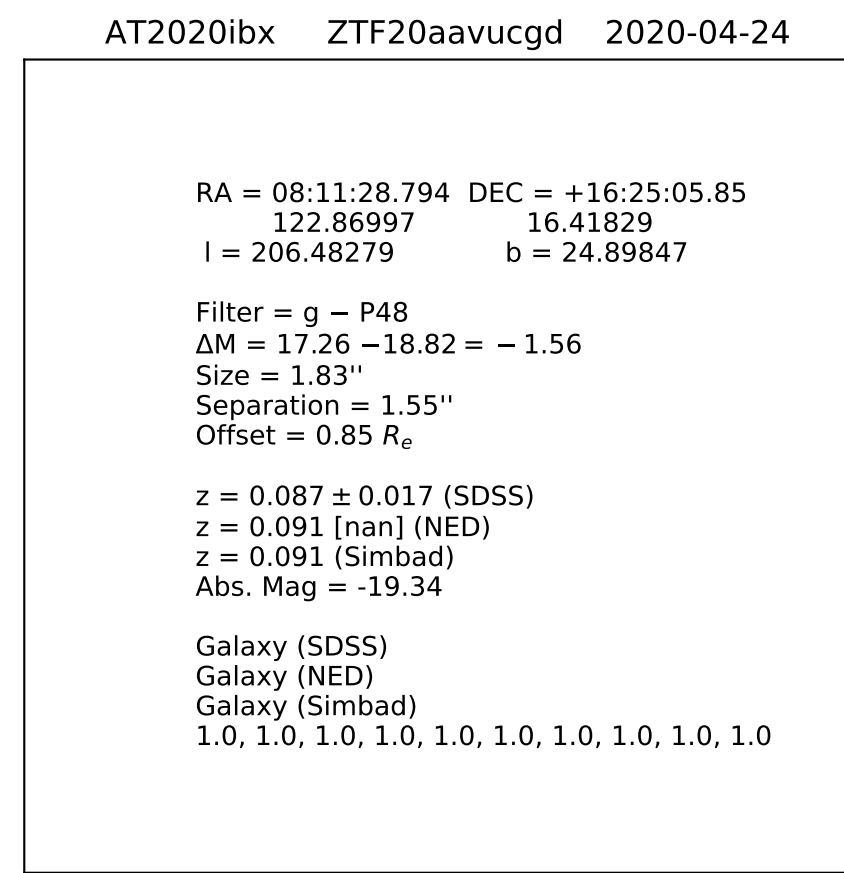 AT2020ibx ZTF20aavucgd 2020-04-24
RA = 08:11:28.794 DEC = +16:25:05.85
122.86997 16.41829
l = 206.48279 b = 24.89847
Filter = g − P48
ΔM = 17.26 −18.82 = − 1.56
Size = 1.83''
Separation = 1.55''
Offset = 0.85 Rₑ
z = 0.087 ± 0.017 (SDSS)
z = 0.091 [nan] (NED)
z = 0.091 (Simbad)
Abs. Mag = -19.34
Galaxy (SDSS)
Galaxy (NED)
Galaxy (Simbad)
1.0, 1.0, 1.0, 1.0, 1.0, 1.0, 1.0, 1.0, 1.0, 1.0